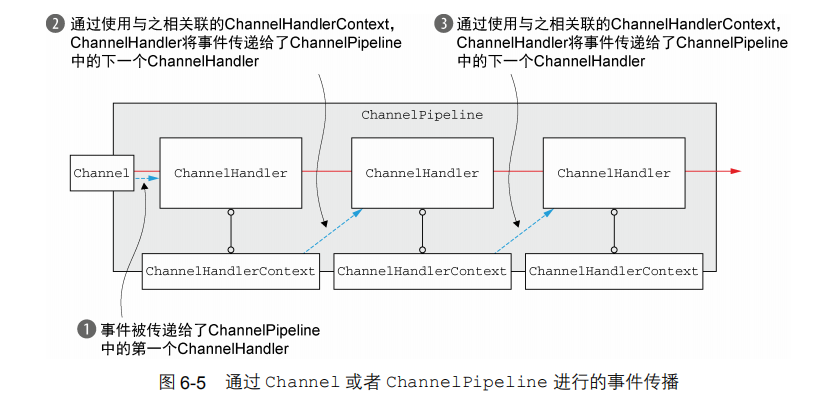 ❷ 通过使用与之相关联的ChannelHandlerContext,
ChannelHandler将事件传递给了ChannelPipeline
中的下一个ChannelHandler
❸ 通过使用与之相关联的ChannelHandlerContext,
ChannelHandler将事件传递给了ChannelPipeline
中的下一个ChannelHandler
ChannelPipeline
Channel
ChannelHandler
ChannelHandler
ChannelHandler
ChannelHandlerContext
ChannelHandlerContext
ChannelHandlerContext
❶ 事件被传递给了ChannelPipeline
中的第一个ChannelHandler
图 6-5 通过 Channel 或者 ChannelPipeline 进行的事件传播